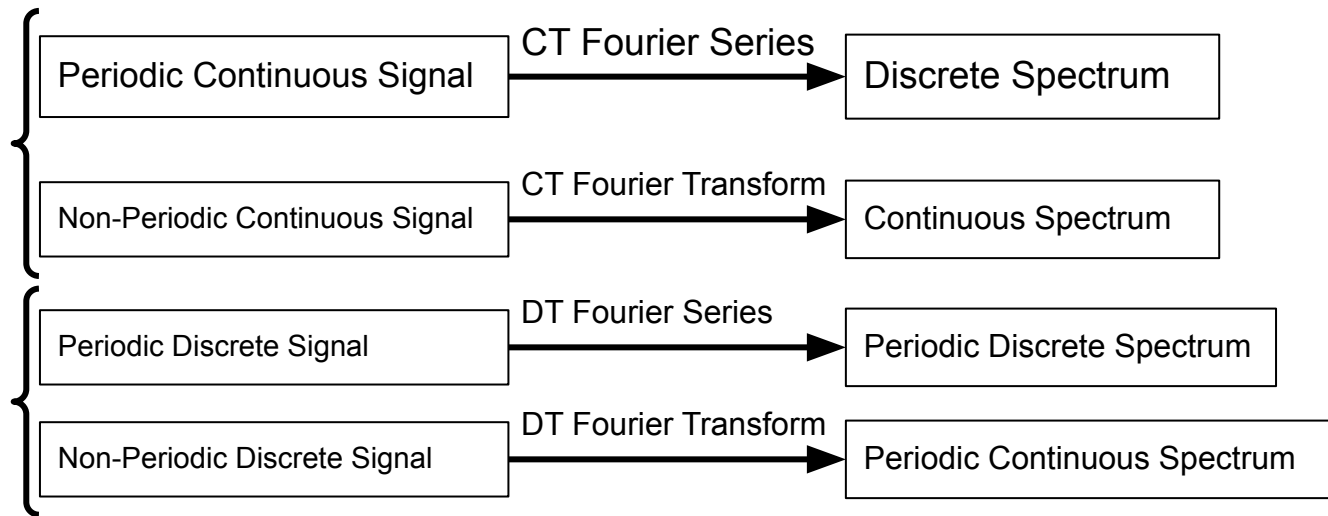 CT Fourier Series
Periodic Continuous Signal
Discrete Spectrum
CT Fourier Transform
Non-Periodic Continuous Signal
Continuous Spectrum
DT Fourier Series
Periodic Discrete Signal
Periodic Discrete Spectrum
DT Fourier Transform
Non-Periodic Discrete Signal
Periodic Continuous Spectrum